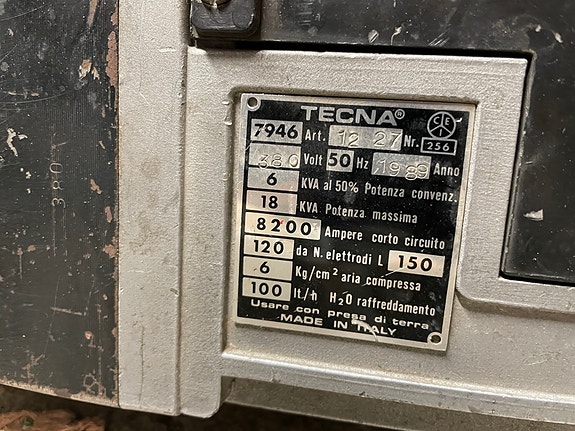 TECNA®
7946 Art. 12 27 Nr. CEI 256
380 Volt 50 Hz 1989 Anno
6 KVA al 50% Potenza convenz.
18 KVA Potenza massima
8200 Ampere corto circuito
120 da N. elettrodi L 150
6 Kg/cm² aria compressa
100 lt./h H₂O raffreddamento
Usare con presa di terra
MADE IN ITALY
380